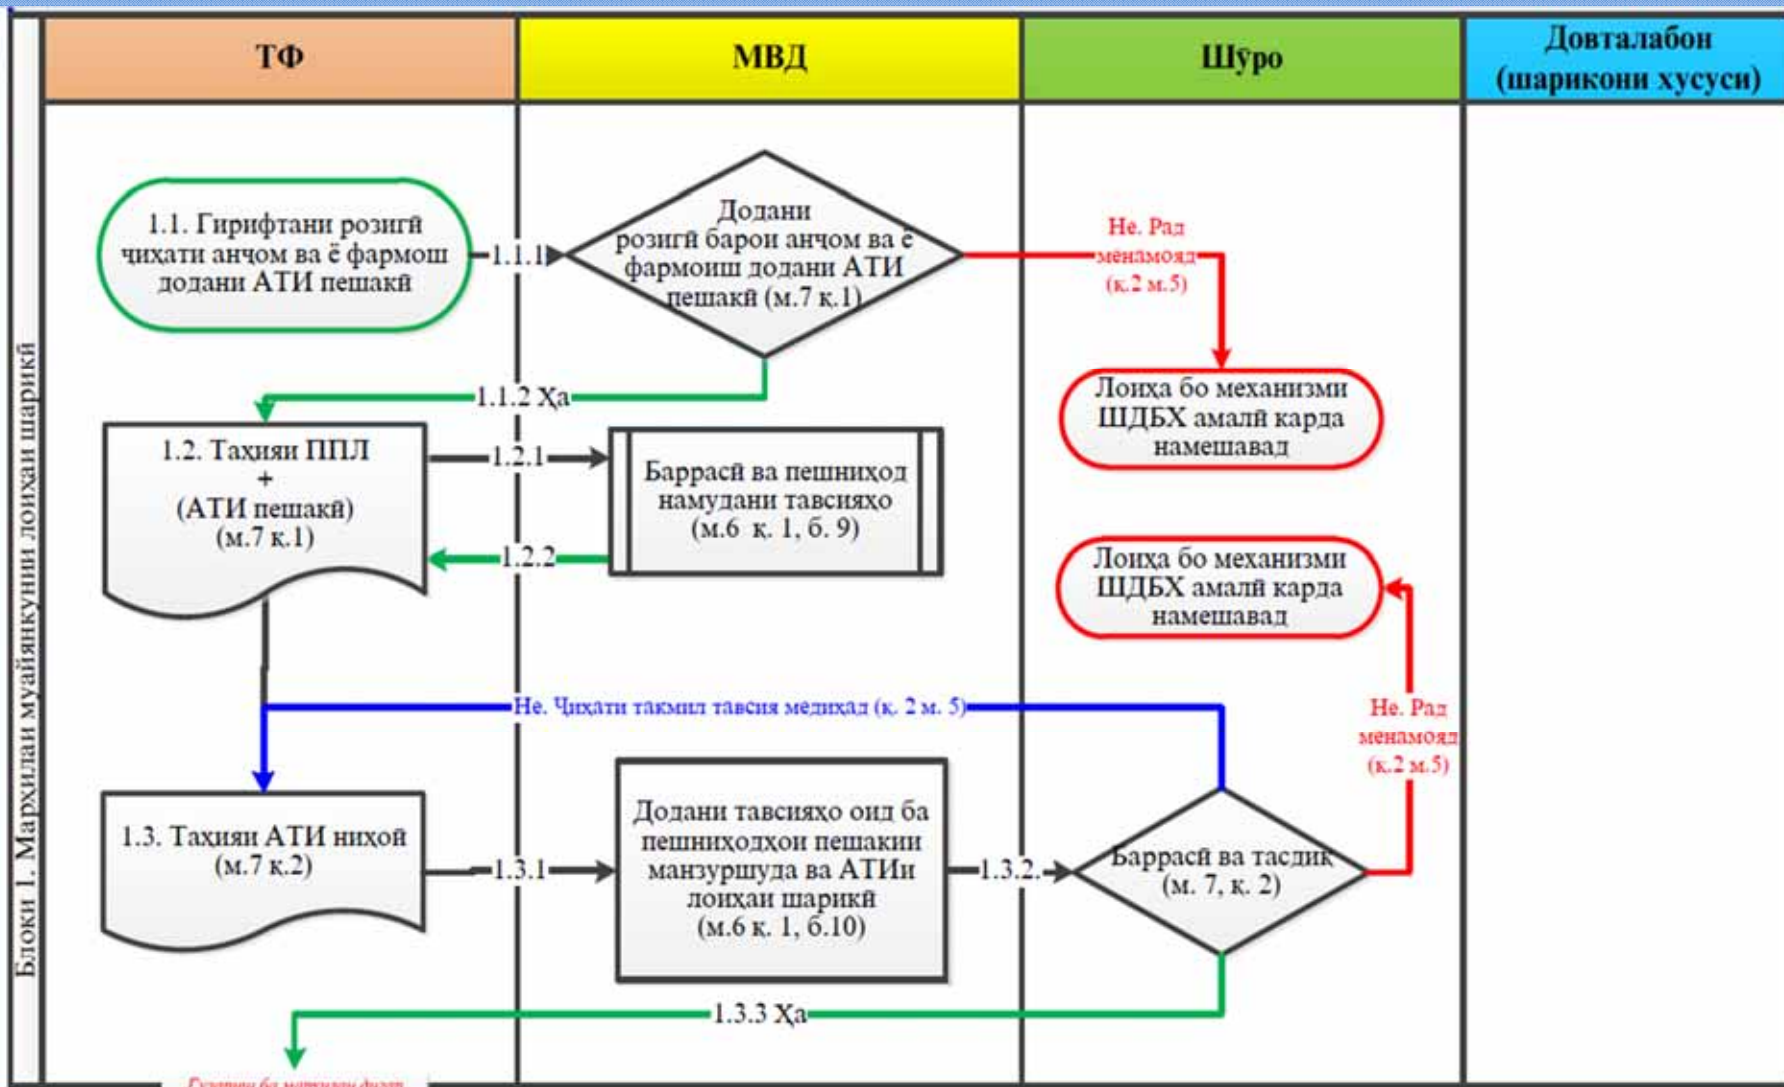 ТФ
МВД
Шӯро
Довталабон
(шарикони хусуси)
Блоки 1. Марҳилаи муайянкунии лоиҳаи шарикӣ
1.1. Гирифтани розигӣ
ҷиҳати анҷом ва ё фармош
додани АТИ пешакӣ
1.1.1
Додани
розигӣ барои анҷом ва ё
фармоиш додани АТИ
пешакӣ (м.7 қ.1)
Не. Рад
менамояд
(қ.2 м.5)
Лоиҳа бо механизми
ШДБХ амалӣ карда
намешавад
1.1.2 Ҳа
1.2. Таҳияи ППЛ
+
(АТИ пешакӣ)
(м.7 қ.1)
1.2.1
Баррасӣ ва пешниҳод
намудани тавсияҳо
(м.6 қ. 1, б. 9)
1.2.2
Лоиҳа бо механизми
ШДБХ амалӣ карда
намешавад
Не. Ҷиҳати такмил тавсия медиҳад (қ. 2 м. 5)
Не. Рад
менамояд
(қ.2 м.5)
1.3. Таҳияи АТИ ниҳоӣ
(м.7 қ.2)
1.3.1
Додани тавсияҳо оид ба
пешниҳодҳои пешакии
манзуршуда ва АТИи
лоиҳаи шарикӣ
(м.6 қ. 1, б.10)
1.3.2.
Баррасӣ ва тасдиқ
(м. 7, қ. 2)
1.3.3 Ҳа